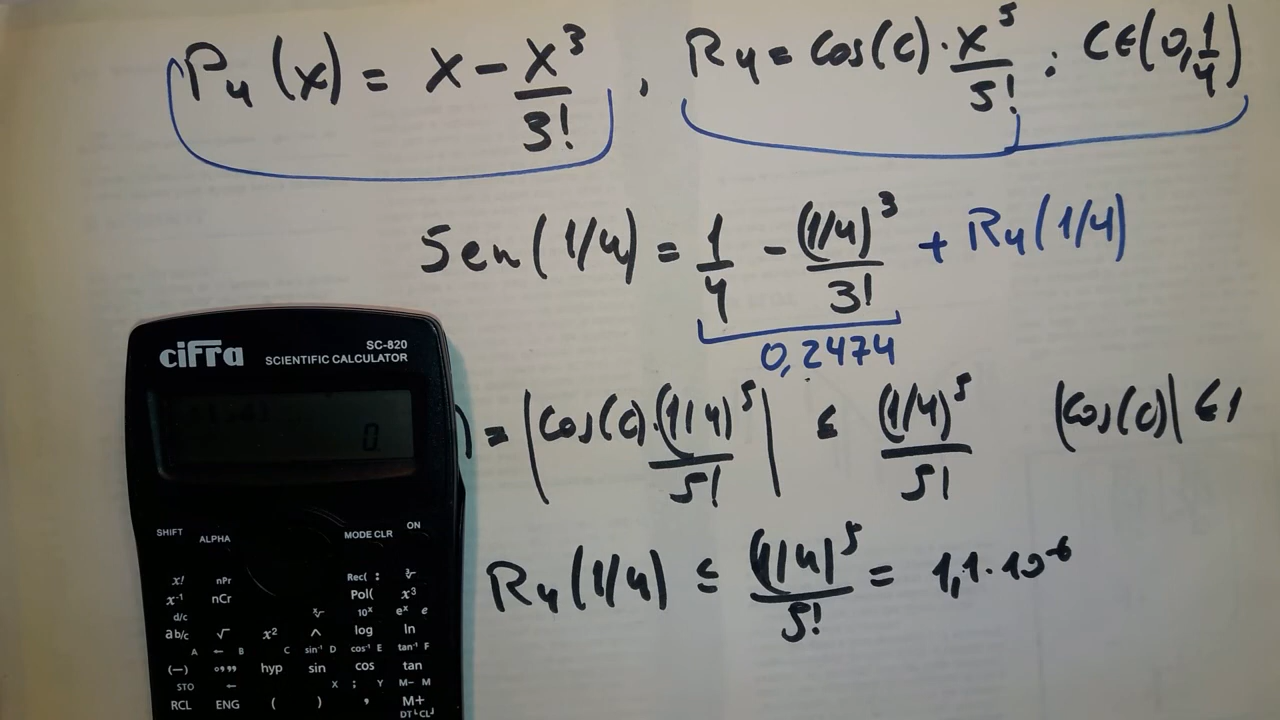 P₄(x) = x - x³/3! , R₄ = Cos(c) · x⁵/5! ; C∈(0,1/4)
Sen(1/4) = 1/4 - (1/4)³/3! + R₄(1/4)
0,2474
) = |Cos(c)·(1/4)⁵/5!| ≤ (1/4)⁵/5! |Cos(c)| ≤ 1
R₄(1/4) ≤ (1/4)⁵/5! = 1,1·10⁻⁶
cifra SC-820
SCIENTIFIC CALCULATOR
0
SHIFT ALPHA MODE CLR ON
x! nPr Rec( : ³√
x⁻¹ nCr Pol( x³
d/c ˣ√ 10ˣ eˣ e
ab/c √ x² ^ log ln
A ← B C sin⁻¹ D cos⁻¹ E tan⁻¹ F
(−) °’’’ hyp sin cos tan
STO ← X ; Y M− M
RCL ENG ( ) , M+
DT CL